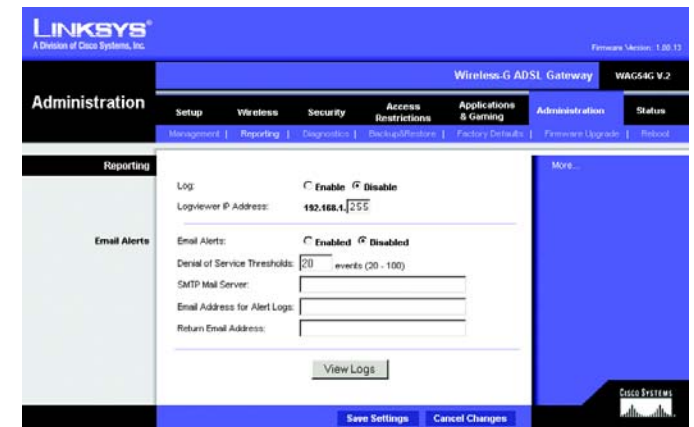 LINKSYS®
A Division of Cisco Systems, Inc.
Firmware Version: 1.00.13
Wireless-G ADSL Gateway WAG54G V.2
Administration
Setup Wireless Security Access Restrictions Applications & Gaming Administration Status
Management | Reporting | Diagnostics | Backup&Restore | Factory Defaults | Firmware Upgrade | Reboot
Reporting
More...
Log: Enable Disable
Logviewer IP Address: 192.168.1. 255
Email Alerts
Email Alerts: Enabled Disabled
Denial of Service Thresholds: 20 events (20 - 100)
SMTP Mail Server:
Email Address for Alert Logs:
Return Email Address:
View Logs
Save Settings Cancel Changes
CISCO SYSTEMS